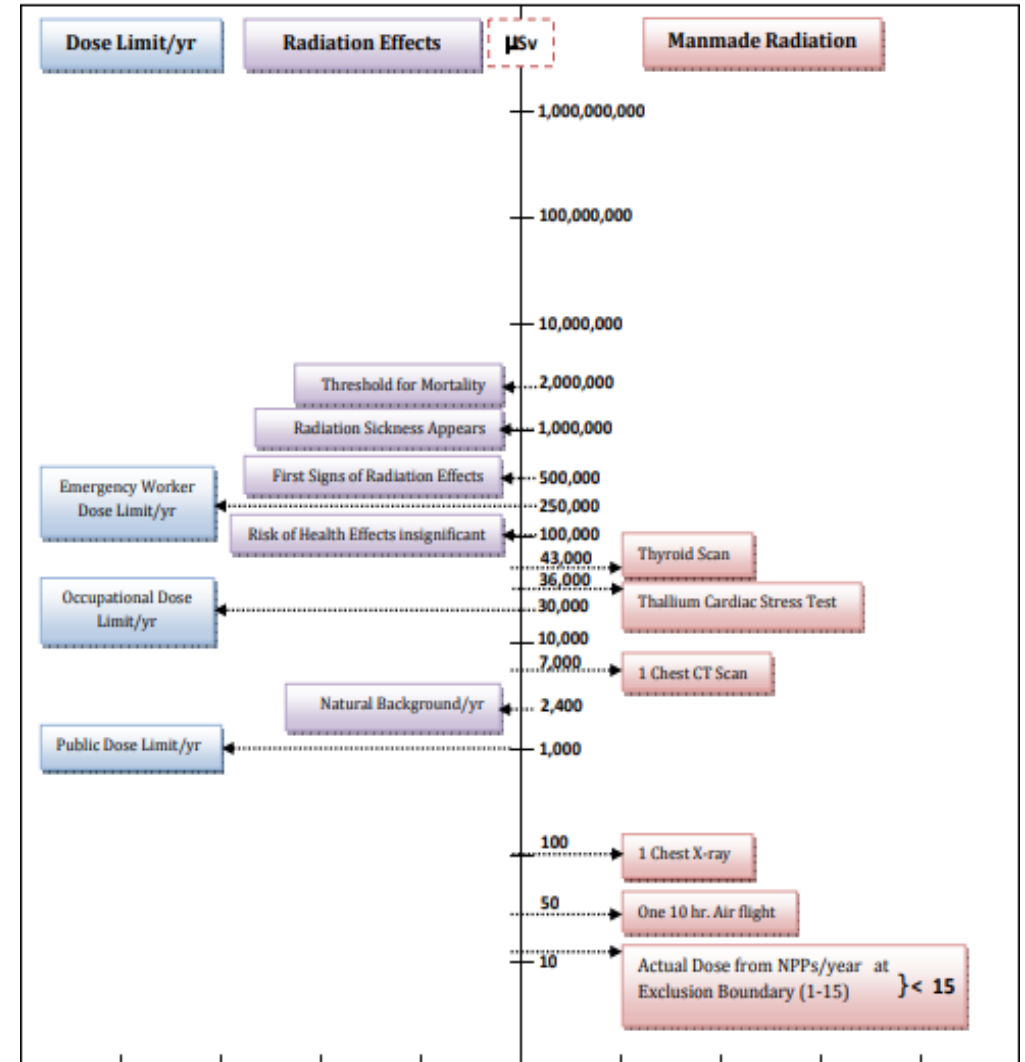 Dose Limit/yr
Radiation Effects
µSv
Manmade Radiation
1,000,000,000
100,000,000
10,000,000
Threshold for Mortality
2,000,000
Radiation Sickness Appears
1,000,000
First Signs of Radiation Effects
500,000
Emergency Worker
Dose Limit/yr
250,000
Risk of Health Effects insignificant
100,000
43,000
Thyroid Scan
36,000
Thallium Cardiac Stress Test
Occupational Dose
Limit/yr
30,000
10,000
7,000
1 Chest CT Scan
Natural Background/yr
2,400
Public Dose Limit/yr
1,000
100
1 Chest X-ray
50
One 10 hr. Air flight
10
Actual Dose from NPPs/year at
Exclusion Boundary (1-15)
}< 15